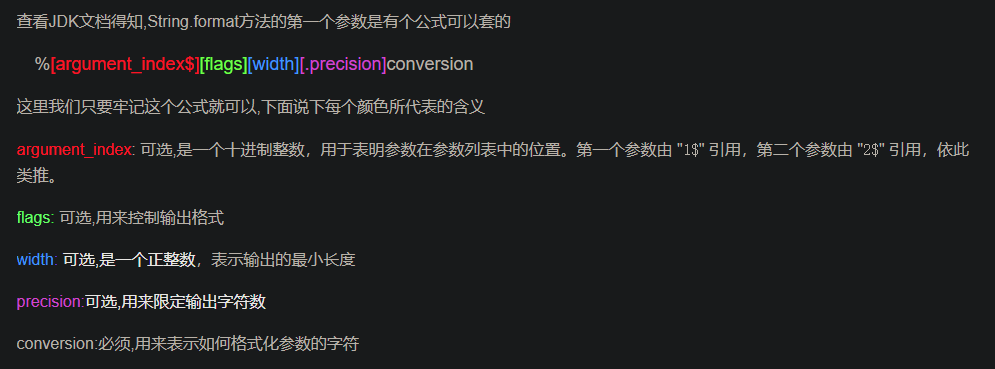 查看JDK文档得知,String.format方法的第一个参数是有个公式可以套的
%[argument_index$][flags][width][.precision]conversion
这里我们只要牢记这个公式就可以,下面说下每个颜色所代表的含义
argument_index: 可选,是一个十进制整数，用于表明参数在参数列表中的位置。第一个参数由 "1$" 引用，第二个参数由 "2$" 引用，依此
类推。
flags: 可选,用来控制输出格式
width: 可选,是一个正整数，表示输出的最小长度
precision:可选,用来限定输出字符数
conversion:必须,用来表示如何格式化参数的字符